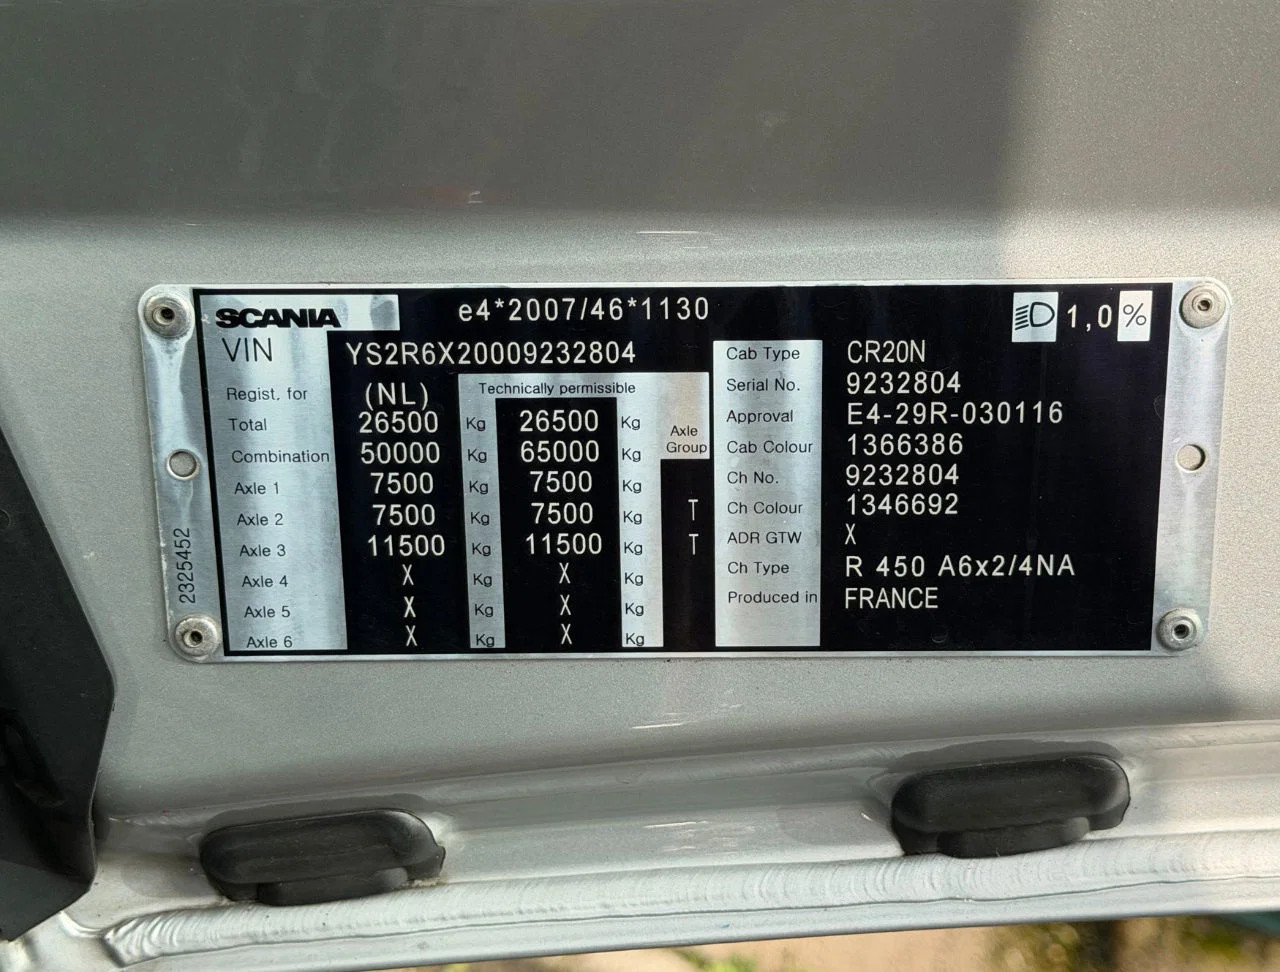 SCANIA e4*2007/46*1130 1,0 %
VIN YS2R6X20009232804
Regist. for (NL) Technically permissible
Total 26500 Kg 26500 Kg
Combination 50000 Kg 65000 Kg Axle Group
Axle 1 7500 Kg 7500 Kg
Axle 2 7500 Kg 7500 Kg T
Axle 3 11500 Kg 11500 Kg T
Axle 4 X Kg X Kg
Axle 5 X Kg X Kg
Axle 6 X Kg X Kg
Cab Type CR20N
Serial No. 9232804
Approval E4-29R-030116
Cab Colour 1366386
Ch No. 9232804
Ch Colour 1346692
ADR GTW X
Ch Type R 450 A6x2/4NA
Produced in FRANCE
2325452